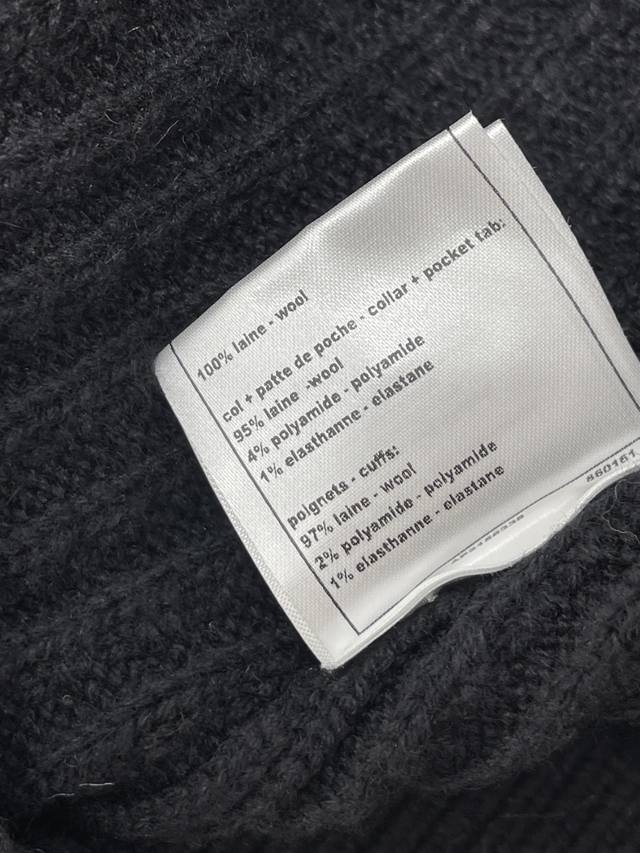 100% laine - wool
col + patte de poche - collar + pocket tab:
95% laine -wool
4% polyamide - polyamide
1% elasthanne - elastane
poignets - cuffs:
97% laine - wool
2% polyamide - polyamide
1% elasthanne - elastane